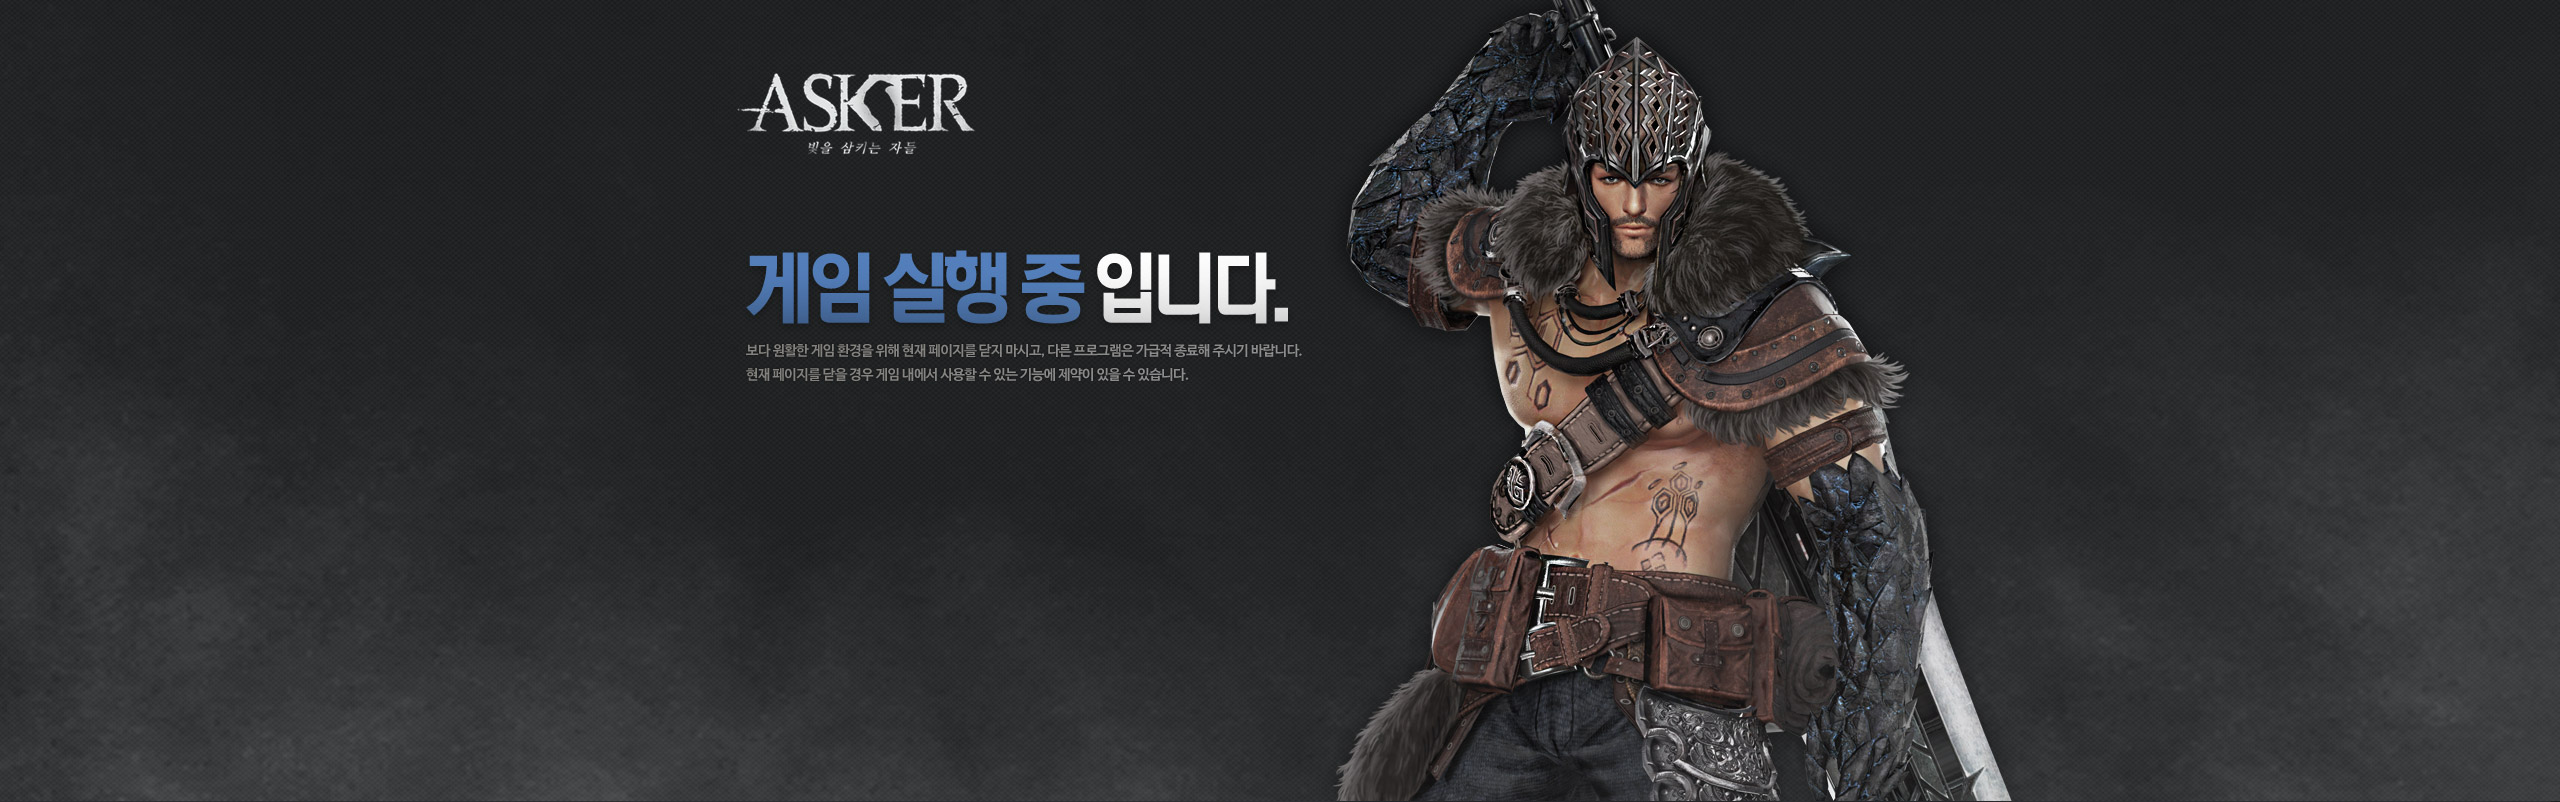 ASKER
빛을 삼키는 자들
게임 실행 중 입니다.
보다 원활한 게임 환경을 위해 현재 페이지를 닫지 마시고, 다른 프로그램은 가급적 종료해 주시기 바랍니다.
현재 페이지를 닫을 경우 게임 내에서 사용할 수 있는 기능에 제약이 있을 수 있습니다.